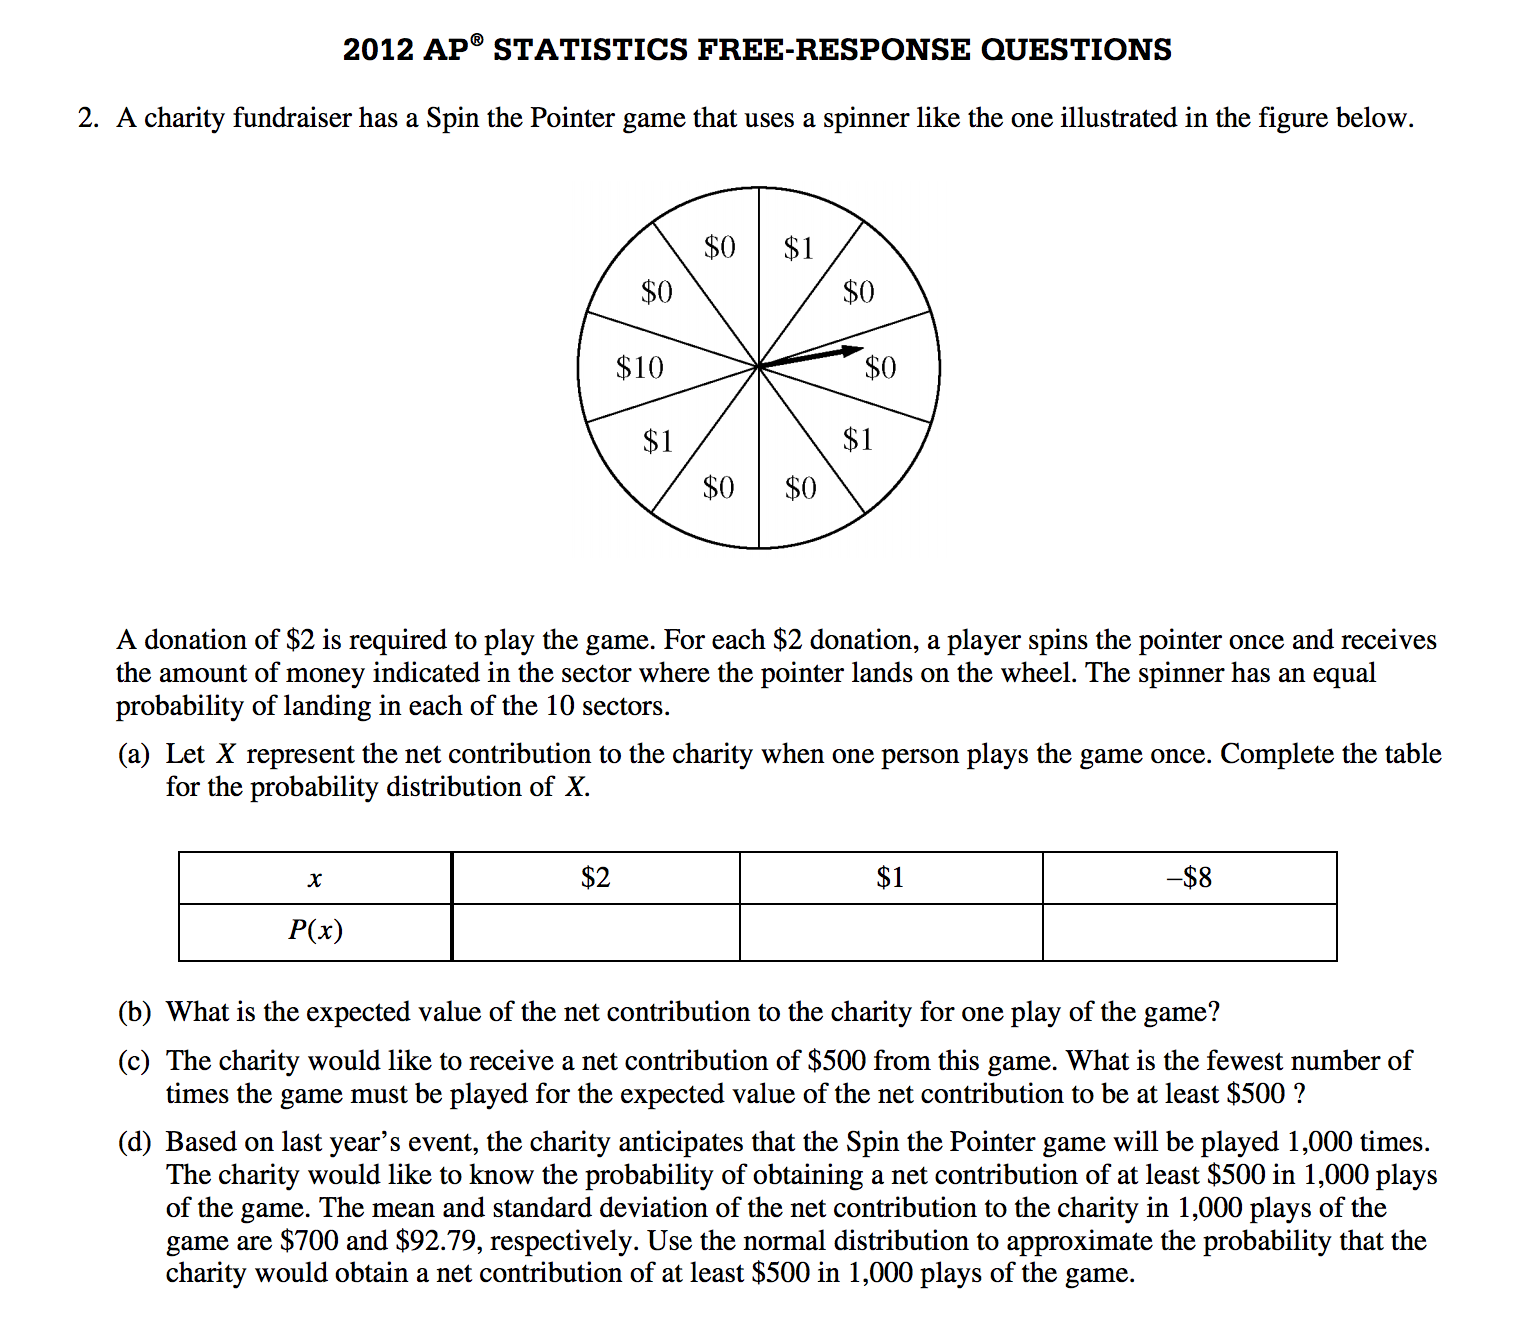 2012 AP® STATISTICS FREE-RESPONSE QUESTIONS
2. A charity fundraiser has a Spin the Pointer game that uses a spinner like the one illustrated in the figure below.
$0 $1
$0 $0
$10 $0
$1 $1
$0 $0
A donation of $2 is required to play the game. For each $2 donation, a player spins the pointer once and receives
the amount of money indicated in the sector where the pointer lands on the wheel. The spinner has an equal
probability of landing in each of the 10 sectors.
(a) Let X represent the net contribution to the charity when one person plays the game once. Complete the table
for the probability distribution of X.
x $2 $1 –$8
P(x)
(b) What is the expected value of the net contribution to the charity for one play of the game?
(c) The charity would like to receive a net contribution of $500 from this game. What is the fewest number of
times the game must be played for the expected value of the net contribution to be at least $500 ?
(d) Based on last year’s event, the charity anticipates that the Spin the Pointer game will be played 1,000 times.
The charity would like to know the probability of obtaining a net contribution of at least $500 in 1,000 plays
of the game. The mean and standard deviation of the net contribution to the charity in 1,000 plays of the
game are $700 and $92.79, respectively. Use the normal distribution to approximate the probability that the
charity would obtain a net contribution of at least $500 in 1,000 plays of the game.